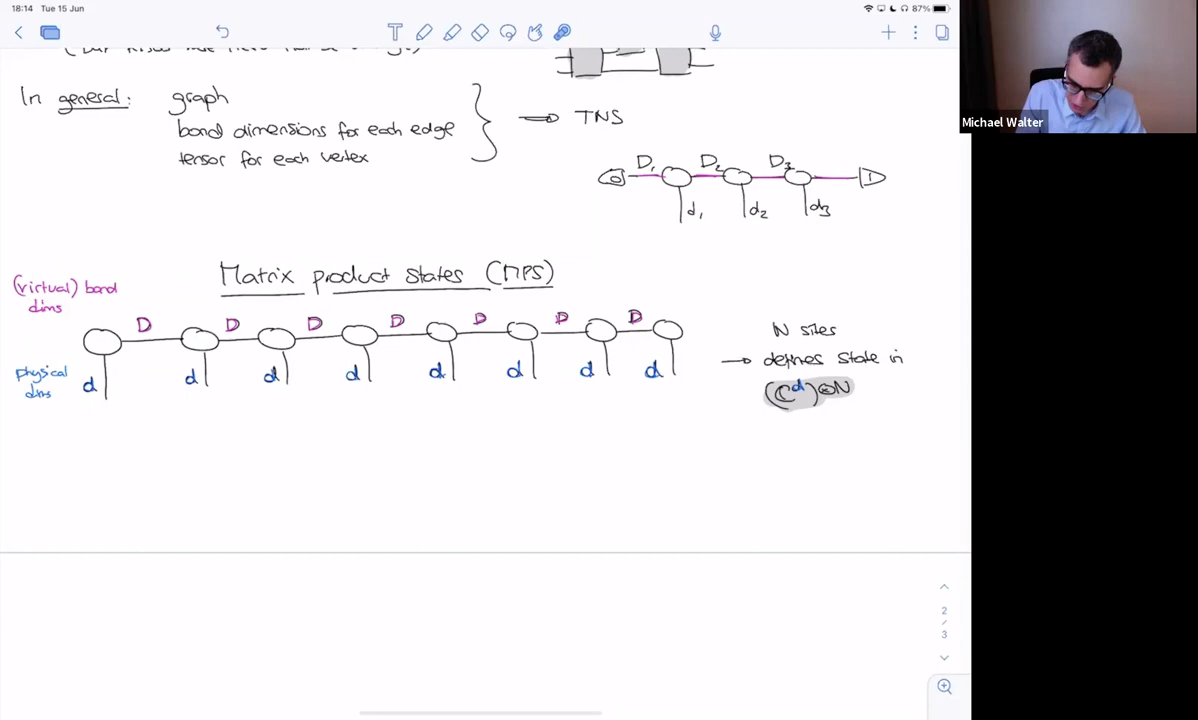 18:14 Tue 15 Jun
87%
In general: graph
bond dimensions for each edge
tensor for each vertex
→ TNS
D1 D2 D3
d1 d2 d3
Matrix product states (MPS)
(virtual) bond
dims
D D D D D D D
physical
dims
d d d d d d d d
N sites
→ defines state in
(ℂ^d)^⊗N
Michael Walter
2
/
3